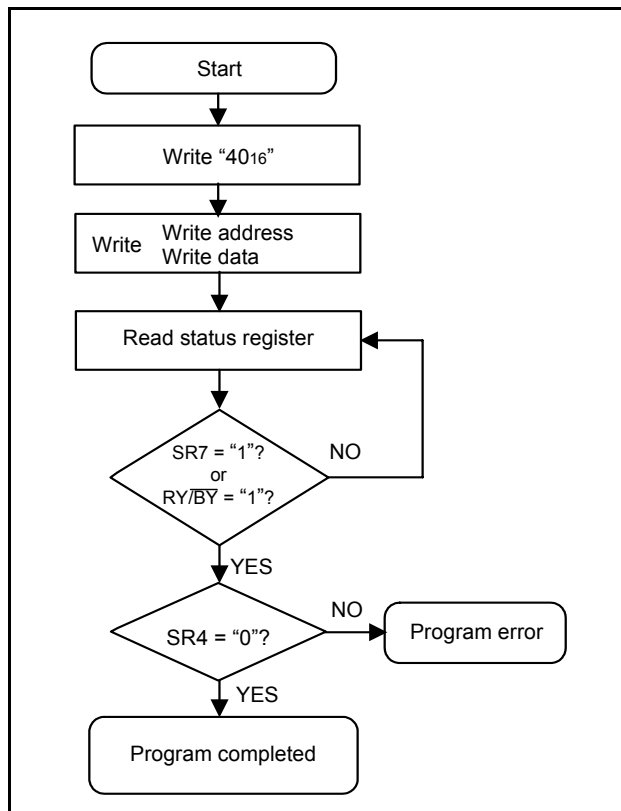 Start
Write “40₁₆”
Write Write address
Write data
Read status register
SR7 = “1”?
or
RY/B̅Y̅ = “1”?
NO
YES
SR4 = “0”?
NO
Program error
YES
Program completed